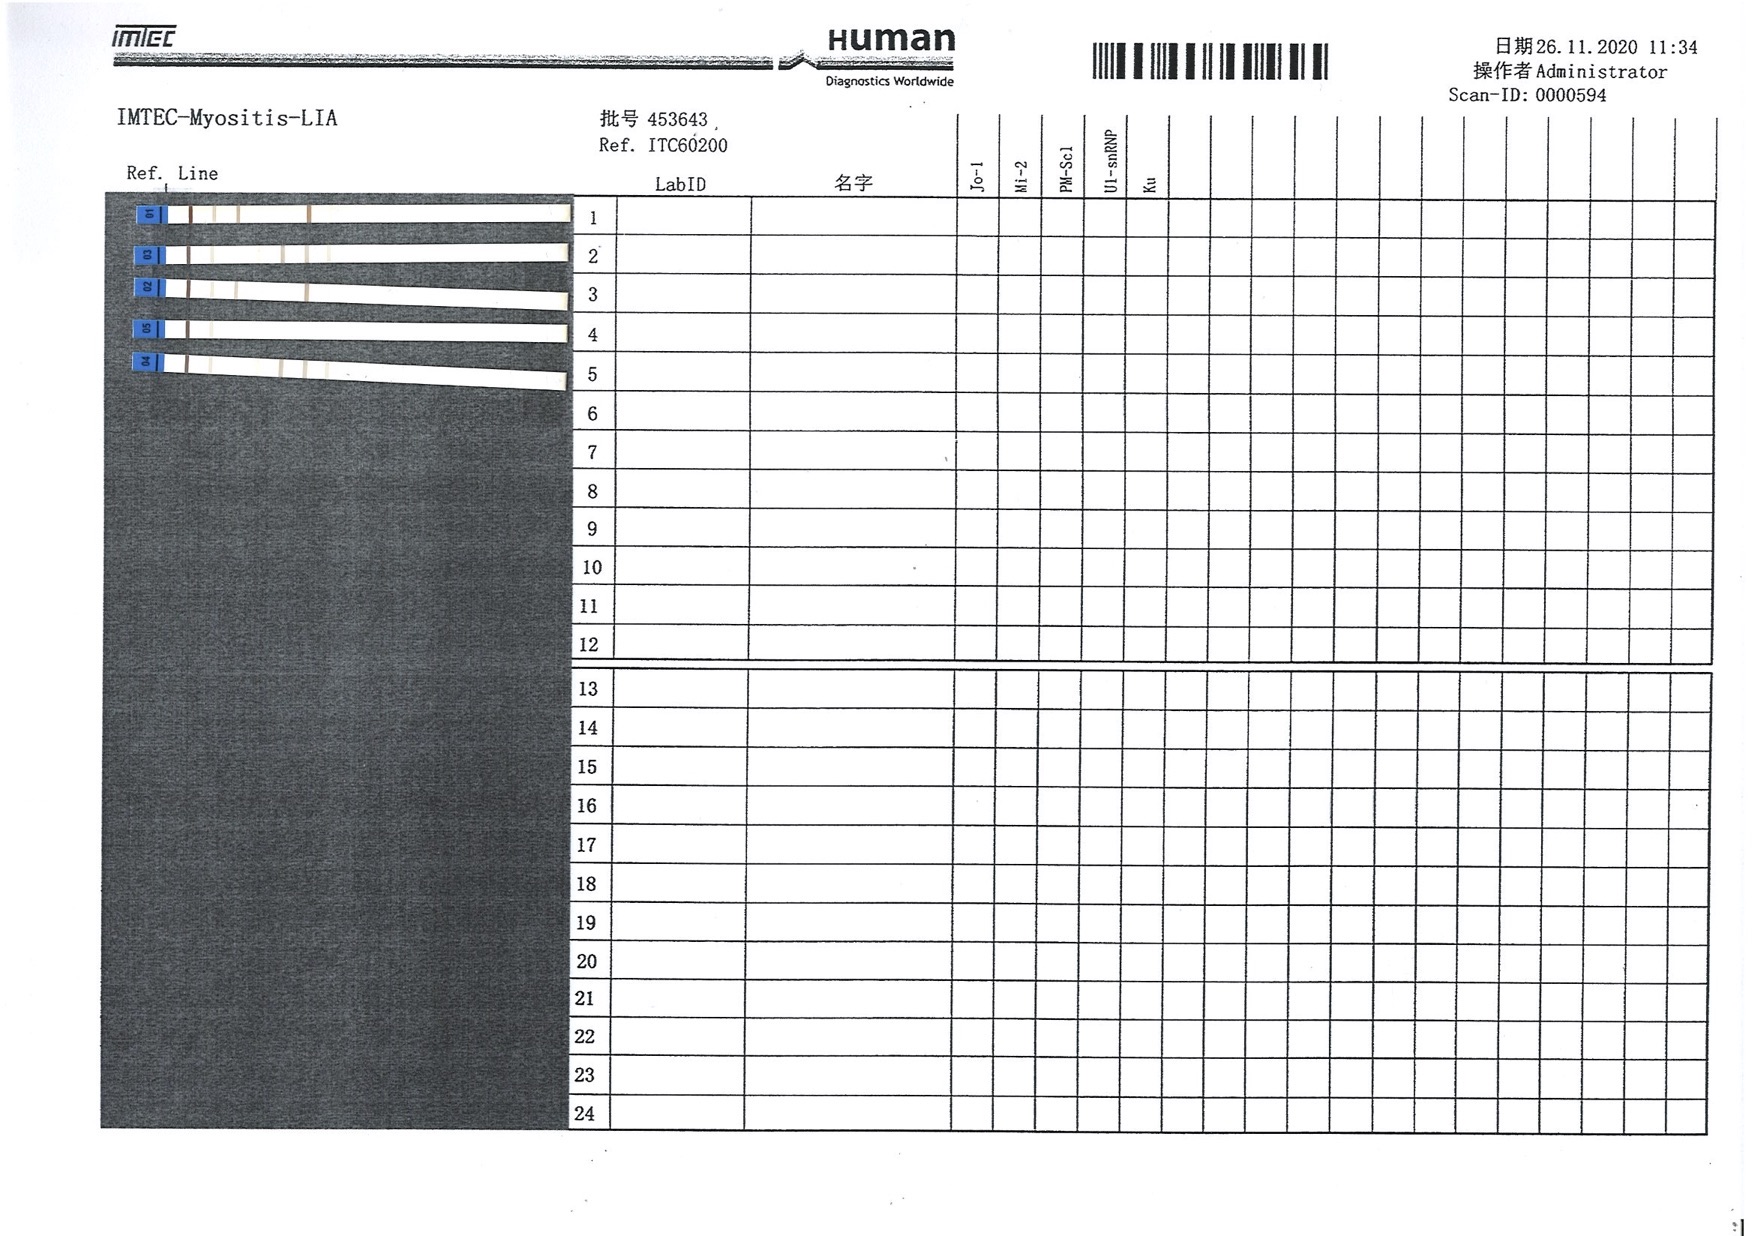 IMTEC
Human
Diagnostics Worldwide
日期26.11.2020 11:34
操作者Administrator
Scan-ID: 0000594
IMTEC-Myositis-LIA
批号 453643
Ref. ITC60200
Ref. Line
LabID
名字
Jo-1
Mi-2
PM-Scl
U1-snRNP
Ku
01
1
03
2
02
3
05
4
04
5
6
7
8
9
10
11
12
13
14
15
16
17
18
19
20
21
22
23
24